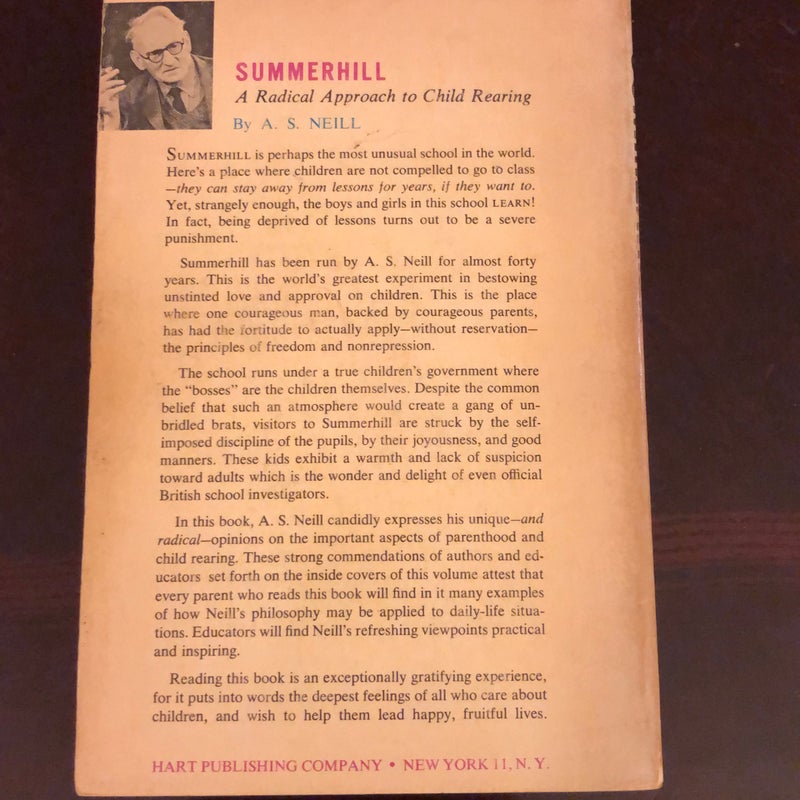 SUMMERHILL
A Radical Approach to Child Rearing
By A. S. NEILL
SUMMERHILL is perhaps the most unusual school in the world.
Here's a place where children are not compelled to go to class
—they can stay away from lessons for years, if they want to.
Yet, strangely enough, the boys and girls in this school LEARN!
In fact, being deprived of lessons turns out to be a severe
punishment.
Summerhill has been run by A. S. Neill for almost forty
years. This is the world's greatest experiment in bestowing
unstinted love and approval on children. This is the place
where one courageous man, backed by courageous parents,
has had the fortitude to actually apply—without reservation—
the principles of freedom and nonrepression.
The school runs under a true children's government where
the "bosses" are the children themselves. Despite the common
belief that such an atmosphere would create a gang of un-
bridled brats, visitors to Summerhill are struck by the self-
imposed discipline of the pupils, by their joyousness, and good
manners. These kids exhibit a warmth and lack of suspicion
toward adults which is the wonder and delight of even official
British school investigators.
In this book, A. S. Neill candidly expresses his unique—and
radical—opinions on the important aspects of parenthood and
child rearing. These strong commendations of authors and ed-
ucators set forth on the inside covers of this volume attest that
every parent who reads this book will find in it many examples
of how Neill's philosophy may be applied to daily-life situa-
tions. Educators will find Neill's refreshing viewpoints practical
and inspiring.
Reading this book is an exceptionally gratifying experience,
for it puts into words the deepest feelings of all who care about
children, and wish to help them lead happy, fruitful lives.
HART PUBLISHING COMPANY • NEW YORK 11, N. Y.